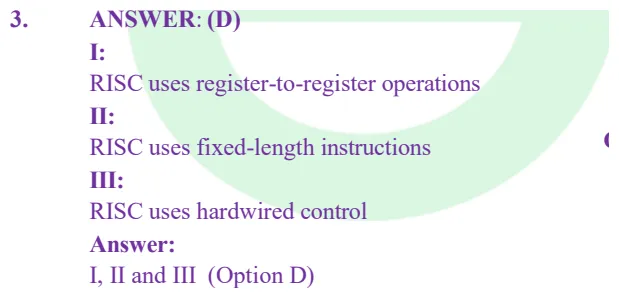 3. ANSWER: (D)
I:
RISC uses register-to-register operations
II:
RISC uses fixed-length instructions
III:
RISC uses hardwired control
Answer:
I, II and III (Option D)